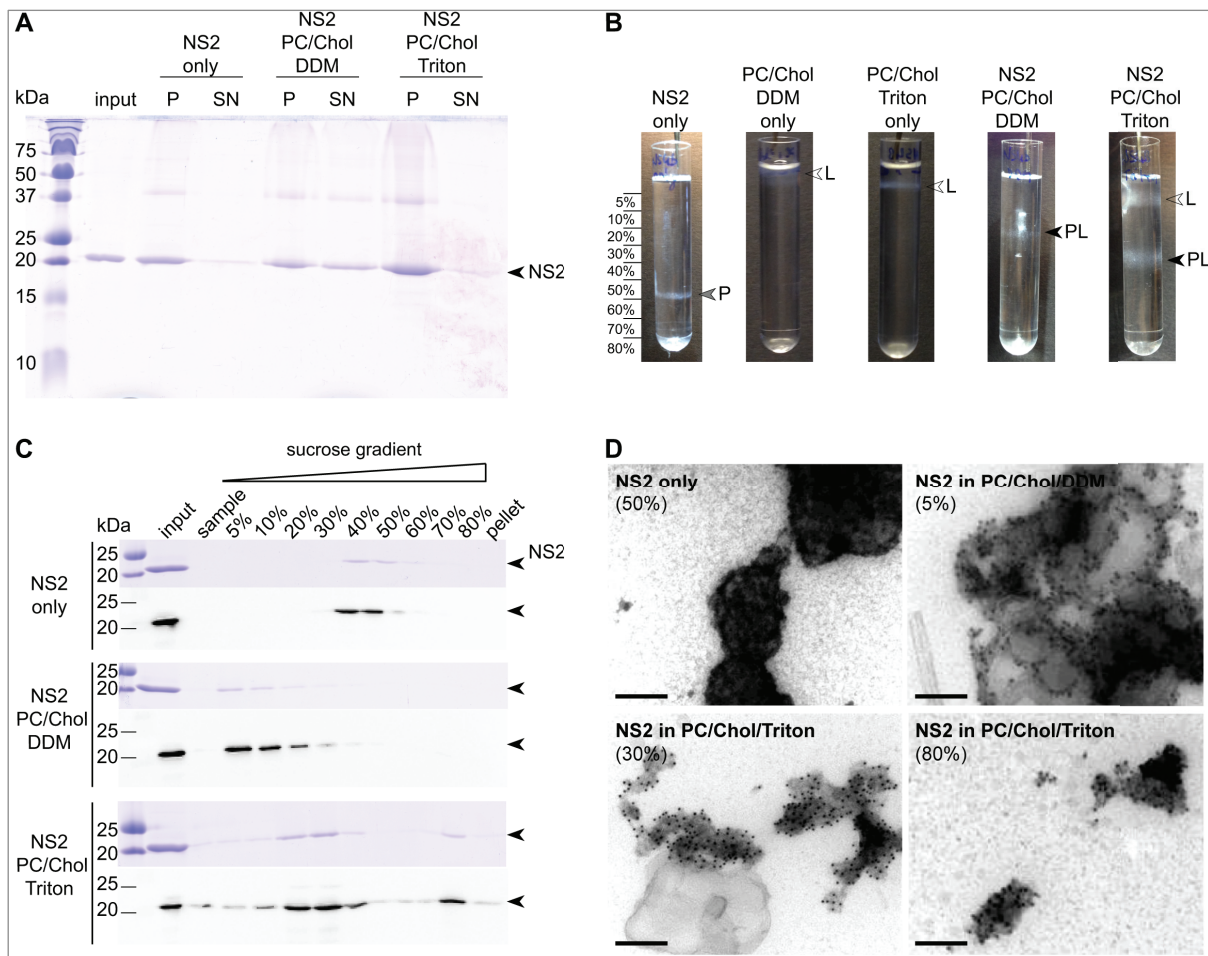 A
NS2
only
NS2
PC/Chol
DDM
NS2
PC/Chol
Triton
kDa
input
P
SN
P
SN
P
SN
75
50
37
25
20
15
10
NS2
B
NS2
only
PC/Chol
DDM
only
PC/Chol
Triton
only
NS2
PC/Chol
DDM
NS2
PC/Chol
Triton
5%
10%
20%
30%
40%
50%
60%
70%
80%
P
L
L
PL
L
PL
C
sucrose gradient
kDa
input
sample
5%
10%
20%
30%
40%
50%
60%
70%
80%
pellet
NS2
only
25
20
NS2
25
20
NS2
PC/Chol
DDM
25
20
25
20
NS2
PC/Chol
Triton
25
20
25
20
D
NS2 only
(50%)
NS2 in PC/Chol/DDM
(5%)
NS2 in PC/Chol/Triton
(30%)
NS2 in PC/Chol/Triton
(80%)